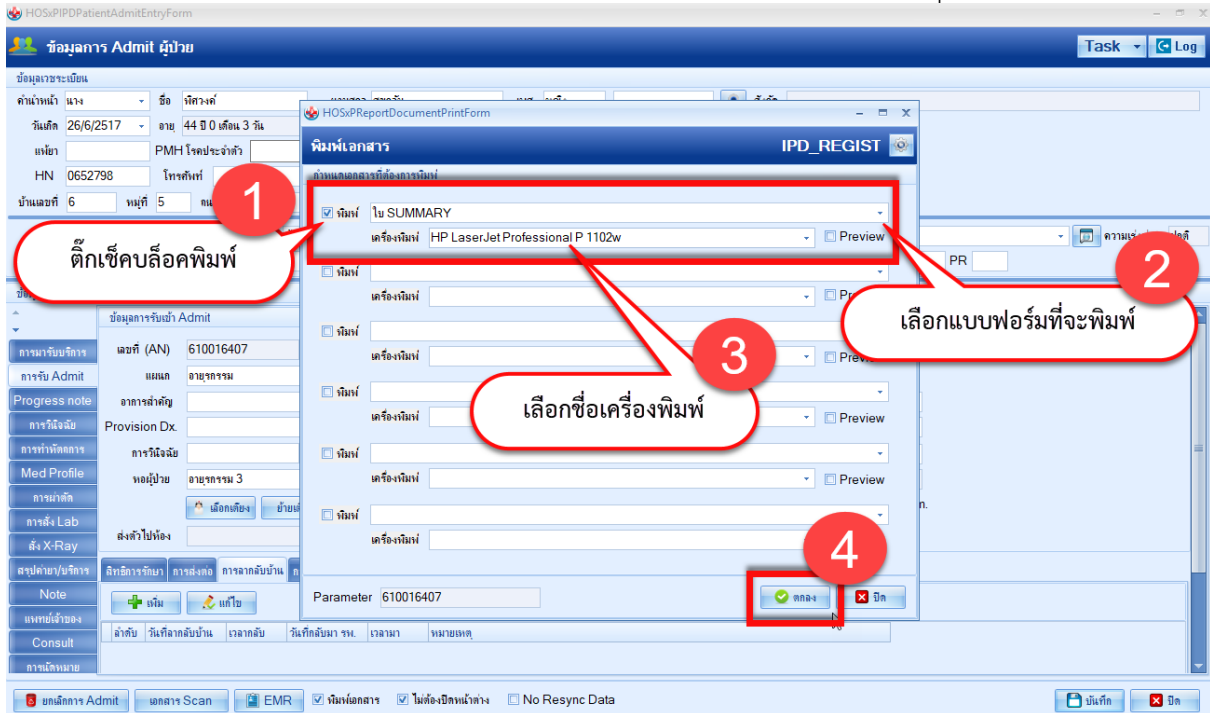 HOSxPIPDPatientAdmitEntryForm
ข้อมูลการ Admit ผู้ป่วย
Task
Log
ข้อมูลเวชระเบียน
คำนำหน้า นาง ชื่อ พิศวงค์
วันเกิด 26/6/2517 อายุ 44 ปี 0 เดือน 3 วัน
แพ้ยา PMH โรคประจำตัว
HN 0652798 โทรศัพท์
บ้านเลขที่ 6 หมู่ที่ 5
HOSxPReportDocumentPrintForm
พิมพ์เอกสาร IPD_REGIST
กำหนดเอกสารที่ต้องการพิมพ์
พิมพ์ ใบ SUMMARY
เครื่องพิมพ์ HP LaserJet Professional P 1102w Preview
พิมพ์
เครื่องพิมพ์
พิมพ์
เครื่องพิมพ์
พิมพ์
เครื่องพิมพ์ Preview
พิมพ์
เครื่องพิมพ์ Preview
พิมพ์
เครื่องพิมพ์
Parameter 610016407 ตกลง ปิด
1
ติ๊กเช็คบล็อคพิมพ์
2
เลือกแบบฟอร์มที่จะพิมพ์
3
เลือกชื่อเครื่องพิมพ์
4
PR
ข้อมูลการรับเข้า Admit
เลขที่ (AN) 610016407
แผนก อายุรกรรม
อาการสำคัญ
Provision Dx.
การวินิจฉัย
หอผู้ป่วย อายุรกรรม 3
เลือกเตียง
ส่งตัวไปห้อง
การมารับบริการ
การรับ Admit
Progress note
การวินิจฉัย
การทำหัตถการ
Med Profile
การผ่าตัด
การสั่ง Lab
สั่ง X-Ray
สรุปค่ายา/บริการ
Note
แพทย์เจ้าของ
Consult
การนัดหมาย
สิทธิการรักษา การส่งต่อ การลากลับบ้าน
เพิ่ม แก้ไข
ลำดับ วันที่ลากลับบ้าน เวลากลับ วันที่กลับมา รพ. เวลามา หมายเหตุ
ยกเลิกการ Admit เอกสาร Scan EMR พิมพ์เอกสาร ไม่ต้องปิดหน้าต่าง No Resync Data บันทึก ปิด